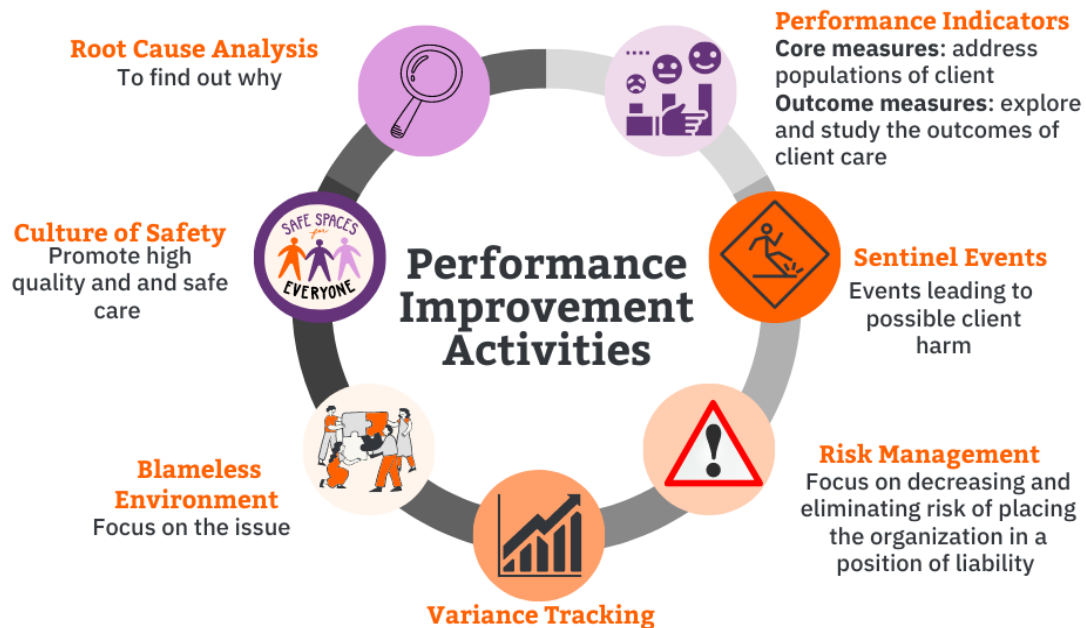 Performance Improvement Activities
Performance
Improvement
Activities
Root Cause Analysis
To find out why
Performance Indicators
Core measures: address
populations of client
Outcome measures: explore
and study the outcomes of
client care
Sentinel Events
Events leading to
possible client
harm
Risk Management
Focus on decreasing and
eliminating risk of placing
the organization in a
position of liability
Variance Tracking
Blameless
Environment
Focus on the issue
Culture of Safety
Promote high
quality and and safe
care
SAFE SPACES
for
EVERYONE